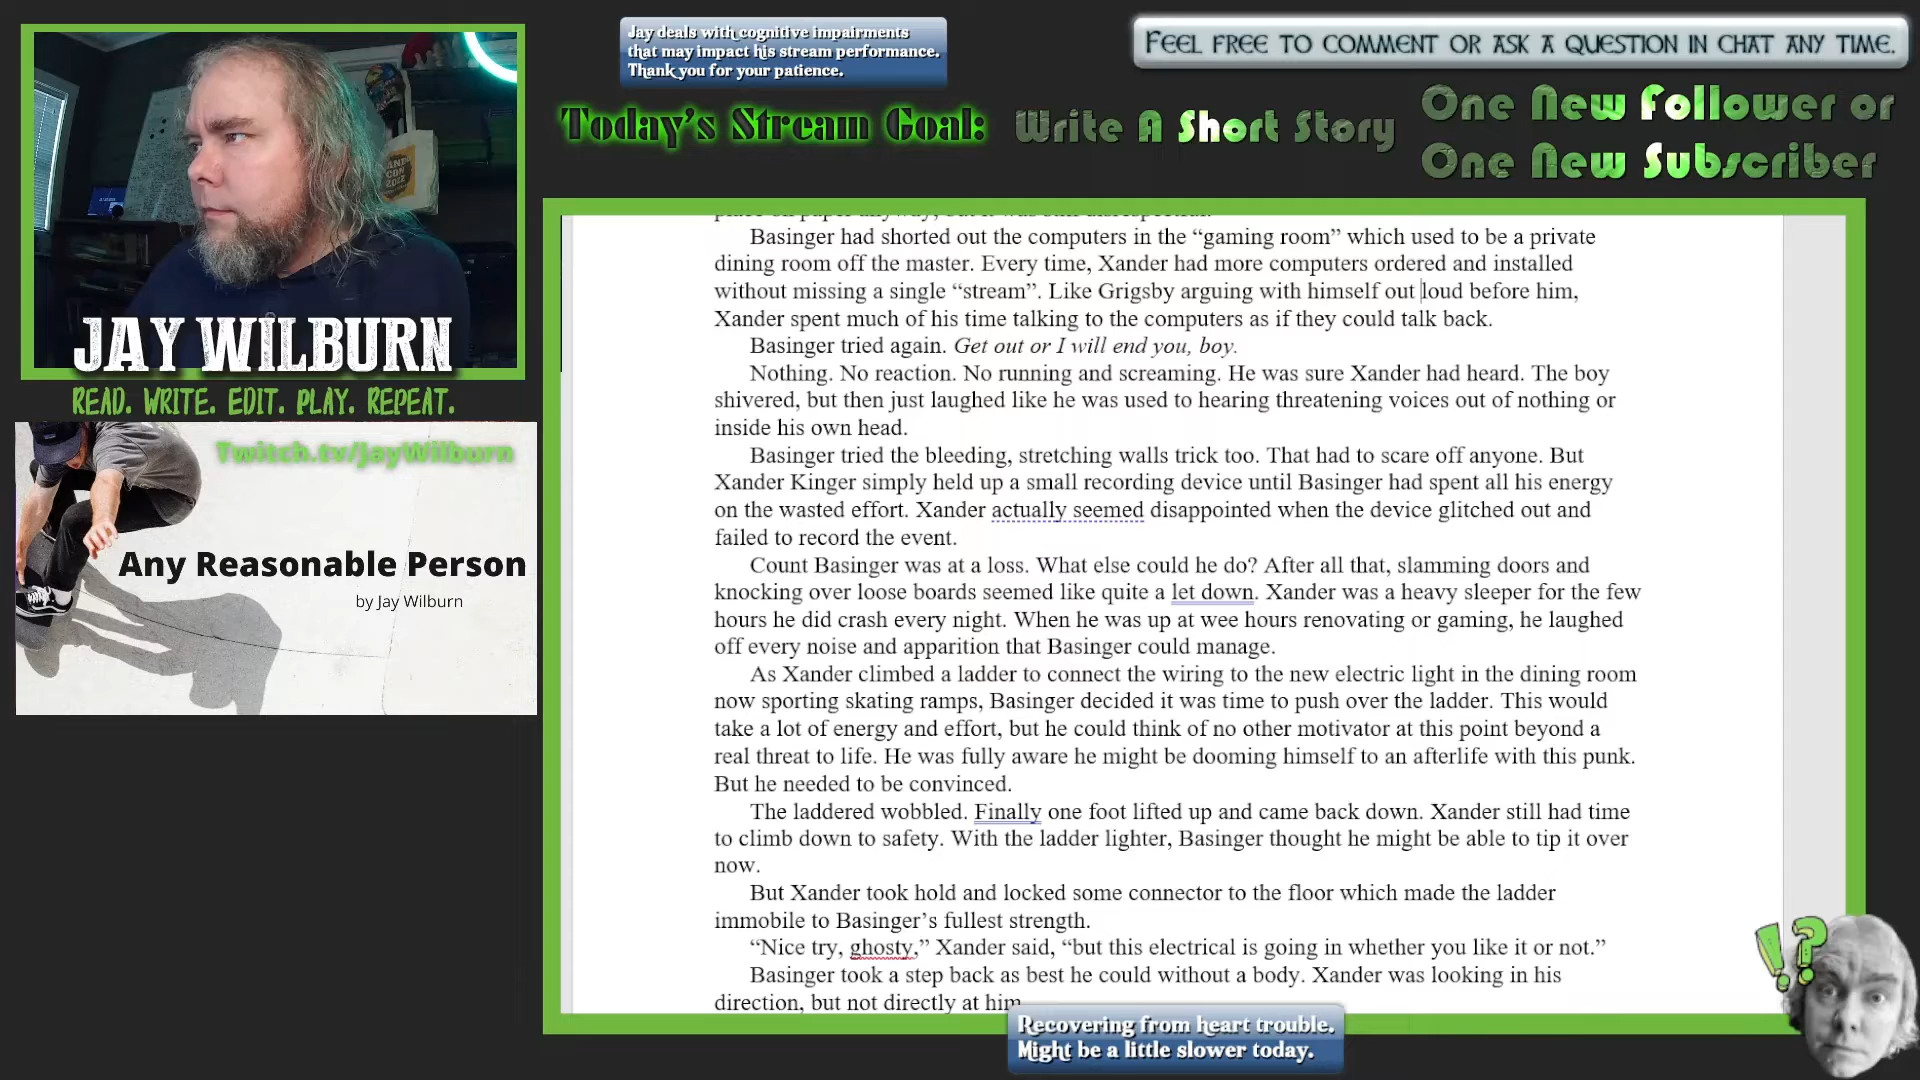 Jay deals with cognitive impairments
that may impact his stream performance.
Thank you for your patience.
Feel free to comment or ask a question in chat any time.
Today's Stream Goal:
Write A Short Story
One New Follower or
One New Subscriber
JAY WILBURN
READ. WRITE. EDIT. PLAY. REPEAT.
Twitch.tv/JayWilburn
Any Reasonable Person
by Jay Wilburn
Basinger had shorted out the computers in the “gaming room” which used to be a private
dining room off the master. Every time, Xander had more computers ordered and installed
without missing a single “stream”. Like Grigsby arguing with himself out loud before him,
Xander spent much of his time talking to the computers as if they could talk back.
Basinger tried again. Get out or I will end you, boy.
Nothing. No reaction. No running and screaming. He was sure Xander had heard. The boy
shivered, but then just laughed like he was used to hearing threatening voices out of nothing or
inside his own head.
Basinger tried the bleeding, stretching walls trick too. That had to scare off anyone. But
Xander Kinger simply held up a small recording device until Basinger had spent all his energy
on the wasted effort. Xander actually seemed disappointed when the device glitched out and
failed to record the event.
Count Basinger was at a loss. What else could he do? After all that, slamming doors and
knocking over loose boards seemed like quite a let down. Xander was a heavy sleeper for the few
hours he did crash every night. When he was up at wee hours renovating or gaming, he laughed
off every noise and apparition that Basinger could manage.
As Xander climbed a ladder to connect the wiring to the new electric light in the dining room
now sporting skating ramps, Basinger decided it was time to push over the ladder. This would
take a lot of energy and effort, but he could think of no other motivator at this point beyond a
real threat to life. He was fully aware he might be dooming himself to an afterlife with this punk.
But he needed to be convinced.
The laddered wobbled. Finally one foot lifted up and came back down. Xander still had time
to climb down to safety. With the ladder lighter, Basinger thought he might be able to tip it over
now.
But Xander took hold and locked some connector to the floor which made the ladder
immobile to Basinger’s fullest strength.
“Nice try, ghosty,” Xander said, “but this electrical is going in whether you like it or not.”
Basinger took a step back as best he could without a body. Xander was looking in his
direction, but not directly at him
Recovering from heart trouble.
Might be a little slower today.
!?